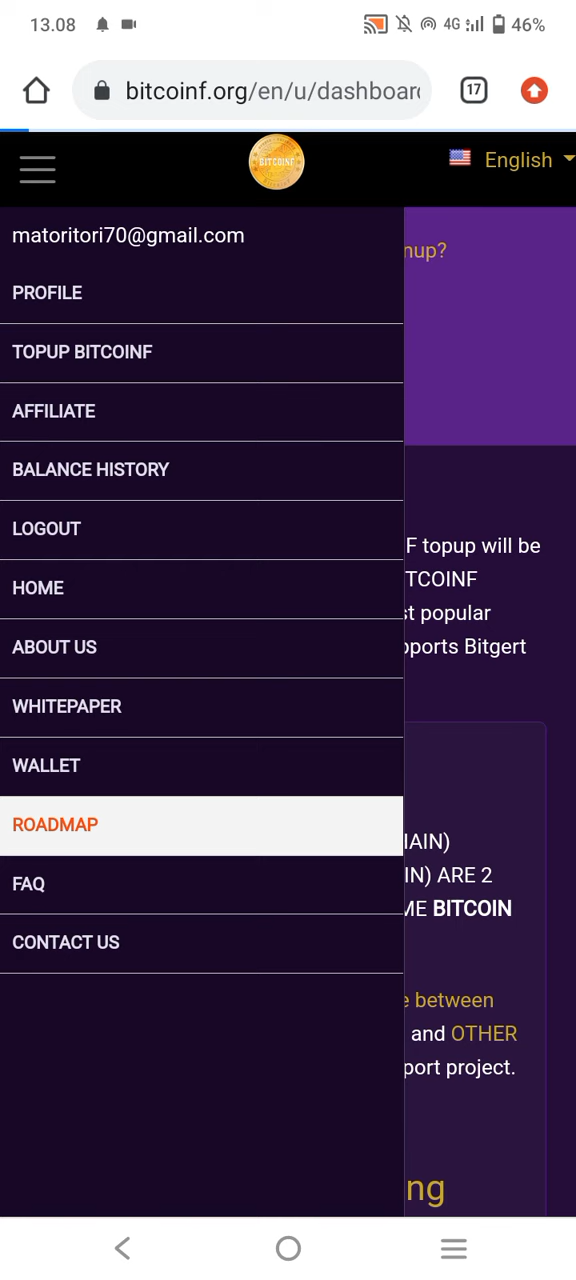 13.08 4G 46%
bitcoinf.org/en/u/dashboar
17
BITCOINF
English
matoritori70@gmail.com
nup?
PROFILE
TOPUP BITCOINF
AFFILIATE
BALANCE HISTORY
LOGOUT
F topup will be
HOME
TCOINF
st popular
ABOUT US
pports Bitgert
WHITEPAPER
WALLET
ROADMAP
IAIN)
FAQ
IN) ARE 2
ME BITCOIN
CONTACT US
e between
and OTHER
port project.
ng